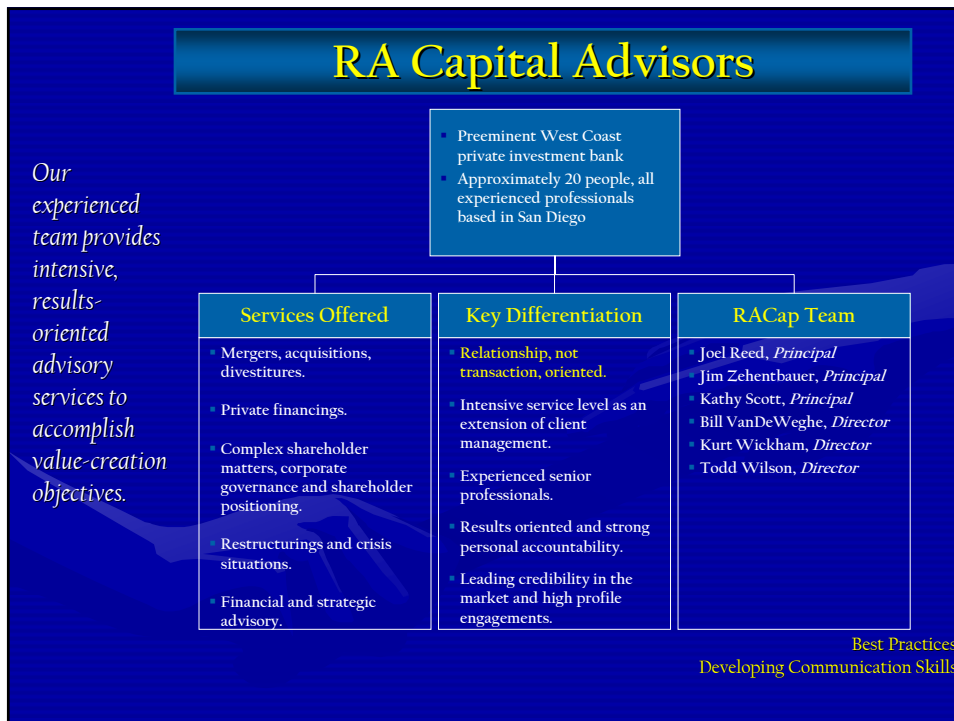 RA Capital Advisors
Our
experienced
team provides
intensive,
results-
oriented
advisory
services to
accomplish
value-creation
objectives.
Preeminent West Coast
private investment bank
Approximately 20 people, all
experienced professionals
based in San Diego
Services Offered
Mergers, acquisitions,
divestitures.
Private financings.
Complex shareholder
matters, corporate
governance and shareholder
positioning.
Restructurings and crisis
situations.
Financial and strategic
advisory.
Key Differentiation
Relationship, not
transaction, oriented.
Intensive service level as an
extension of client
management.
Experienced senior
professionals.
Results oriented and strong
personal accountability.
Leading credibility in the
market and high profile
engagements.
RACap Team
Joel Reed, Principal
Jim Zehentbauer, Principal
Kathy Scott, Principal
Bill VanDeWeghe, Director
Kurt Wickham, Director
Todd Wilson, Director
Best Practices
Developing Communication Skills